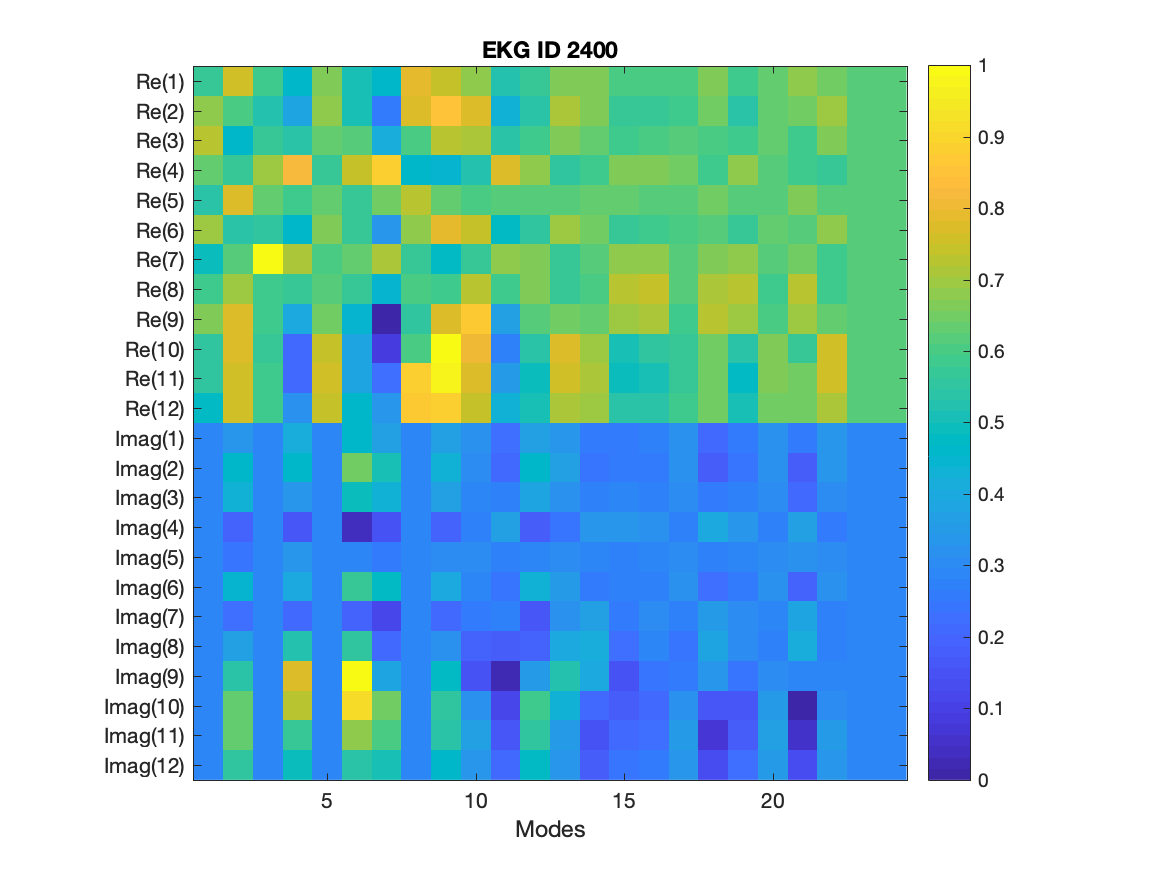 EKG ID 2400
Re(1)
Re(2)
Re(3)
Re(4)
Re(5)
Re(6)
Re(7)
Re(8)
Re(9)
Re(10)
Re(11)
Re(12)
Imag(1)
Imag(2)
Imag(3)
Imag(4)
Imag(5)
Imag(6)
Imag(7)
Imag(8)
Imag(9)
Imag(10)
Imag(11)
Imag(12)
5 10 15 20
Modes
1
0.9
0.8
0.7
0.6
0.5
0.4
0.3
0.2
0.1
0